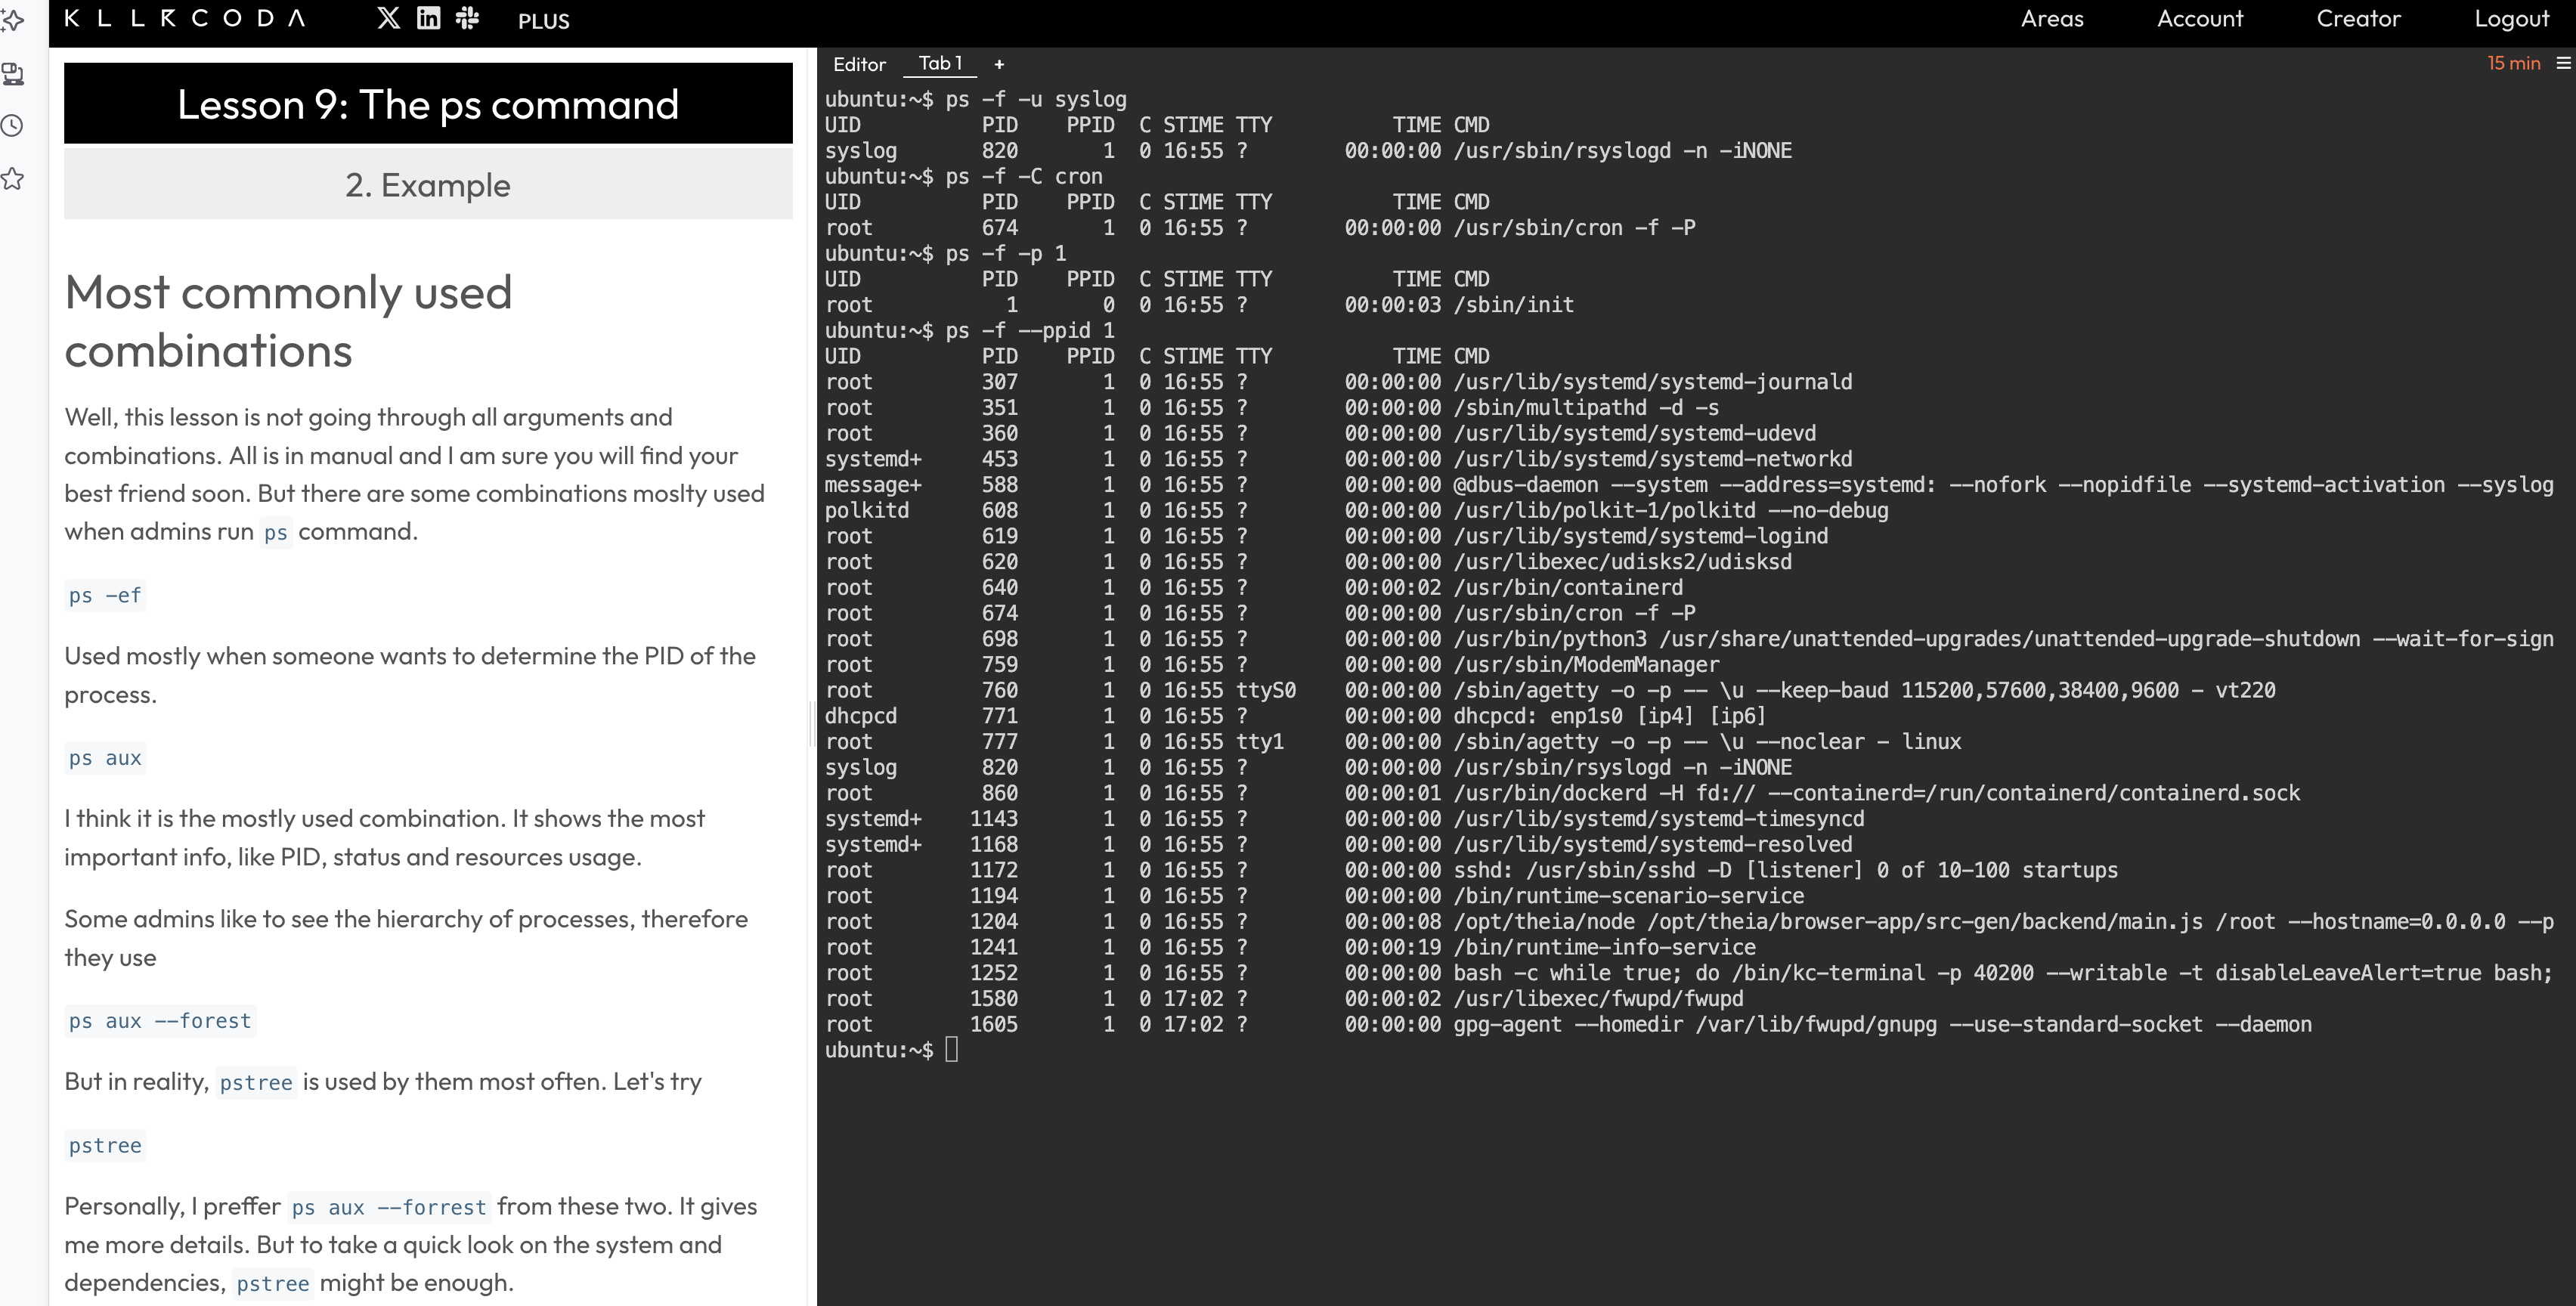 KLLRCODA PLUS Areas Account Creator Logout
Lesson 9: The ps command
2. Example
Most commonly used
combinations
Well, this lesson is not going through all arguments and
combinations. All is in manual and I am sure you will find your
best friend soon. But there are some combinations moslty used
when admins run ps command.
ps -ef
Used mostly when someone wants to determine the PID of the
process.
ps aux
I think it is the mostly used combination. It shows the most
important info, like PID, status and resources usage.
Some admins like to see the hierarchy of processes, therefore
they use
ps aux --forest
But in reality, pstree is used by them most often. Let's try
pstree
Personally, I preffer ps aux --forrest from these two. It gives
me more details. But to take a quick look on the system and
dependencies, pstree might be enough.
Editor Tab 1 + 15 min
ubuntu:~$ ps -f -u syslog
UID          PID    PPID  C STIME TTY          TIME CMD
syslog       820       1  0 16:55 ?        00:00:00 /usr/sbin/rsyslogd -n -iNONE
ubuntu:~$ ps -f -C cron
UID          PID    PPID  C STIME TTY          TIME CMD
root         674       1  0 16:55 ?        00:00:00 /usr/sbin/cron -f -P
ubuntu:~$ ps -f -p 1
UID          PID    PPID  C STIME TTY          TIME CMD
root           1       0  0 16:55 ?        00:00:03 /sbin/init
ubuntu:~$ ps -f --ppid 1
UID          PID    PPID  C STIME TTY          TIME CMD
root         307       1  0 16:55 ?        00:00:00 /usr/lib/systemd/systemd-journald
root         351       1  0 16:55 ?        00:00:00 /sbin/multipathd -d -s
root         360       1  0 16:55 ?        00:00:00 /usr/lib/systemd/systemd-udevd
systemd+     453       1  0 16:55 ?        00:00:00 /usr/lib/systemd/systemd-networkd
message+     588       1  0 16:55 ?        00:00:00 @dbus-daemon --system --address=systemd: --nofork --nopidfile --systemd-activation --syslog
polkitd      608       1  0 16:55 ?        00:00:00 /usr/lib/polkit-1/polkitd --no-debug
root         619       1  0 16:55 ?        00:00:00 /usr/lib/systemd/systemd-logind
root         620       1  0 16:55 ?        00:00:00 /usr/libexec/udisks2/udisksd
root         640       1  0 16:55 ?        00:00:02 /usr/bin/containerd
root         674       1  0 16:55 ?        00:00:00 /usr/sbin/cron -f -P
root         698       1  0 16:55 ?        00:00:00 /usr/bin/python3 /usr/share/unattended-upgrades/unattended-upgrade-shutdown --wait-for-sign
root         759       1  0 16:55 ?        00:00:00 /usr/sbin/ModemManager
root         760       1  0 16:55 ttyS0    00:00:00 /sbin/agetty -o -p -- \u --keep-baud 115200,57600,38400,9600 - vt220
dhcpcd       771       1  0 16:55 ?        00:00:00 dhcpcd: enp1s0 [ip4] [ip6]
root         777       1  0 16:55 tty1     00:00:00 /sbin/agetty -o -p -- \u --noclear - linux
syslog       820       1  0 16:55 ?        00:00:00 /usr/sbin/rsyslogd -n -iNONE
root         860       1  0 16:55 ?        00:00:01 /usr/bin/dockerd -H fd:// --containerd=/run/containerd/containerd.sock
systemd+    1143       1  0 16:55 ?        00:00:00 /usr/lib/systemd/systemd-timesyncd
systemd+    1168       1  0 16:55 ?        00:00:00 /usr/lib/systemd/systemd-resolved
root        1172       1  0 16:55 ?        00:00:00 sshd: /usr/sbin/sshd -D [listener] 0 of 10-100 startups
root        1194       1  0 16:55 ?        00:00:00 /bin/runtime-scenario-service
root        1204       1  0 16:55 ?        00:00:08 /opt/theia/node /opt/theia/browser-app/src-gen/backend/main.js /root --hostname=0.0.0.0 --p
root        1241       1  0 16:55 ?        00:00:19 /bin/runtime-info-service
root        1252       1  0 16:55 ?        00:00:00 bash -c while true; do /bin/kc-terminal -p 40200 --writable -t disableLeaveAlert=true bash;
root        1580       1  0 17:02 ?        00:00:02 /usr/libexec/fwupd/fwupd
root        1605       1  0 17:02 ?        00:00:00 gpg-agent --homedir /var/lib/fwupd/gnupg --use-standard-socket --daemon
ubuntu:~$